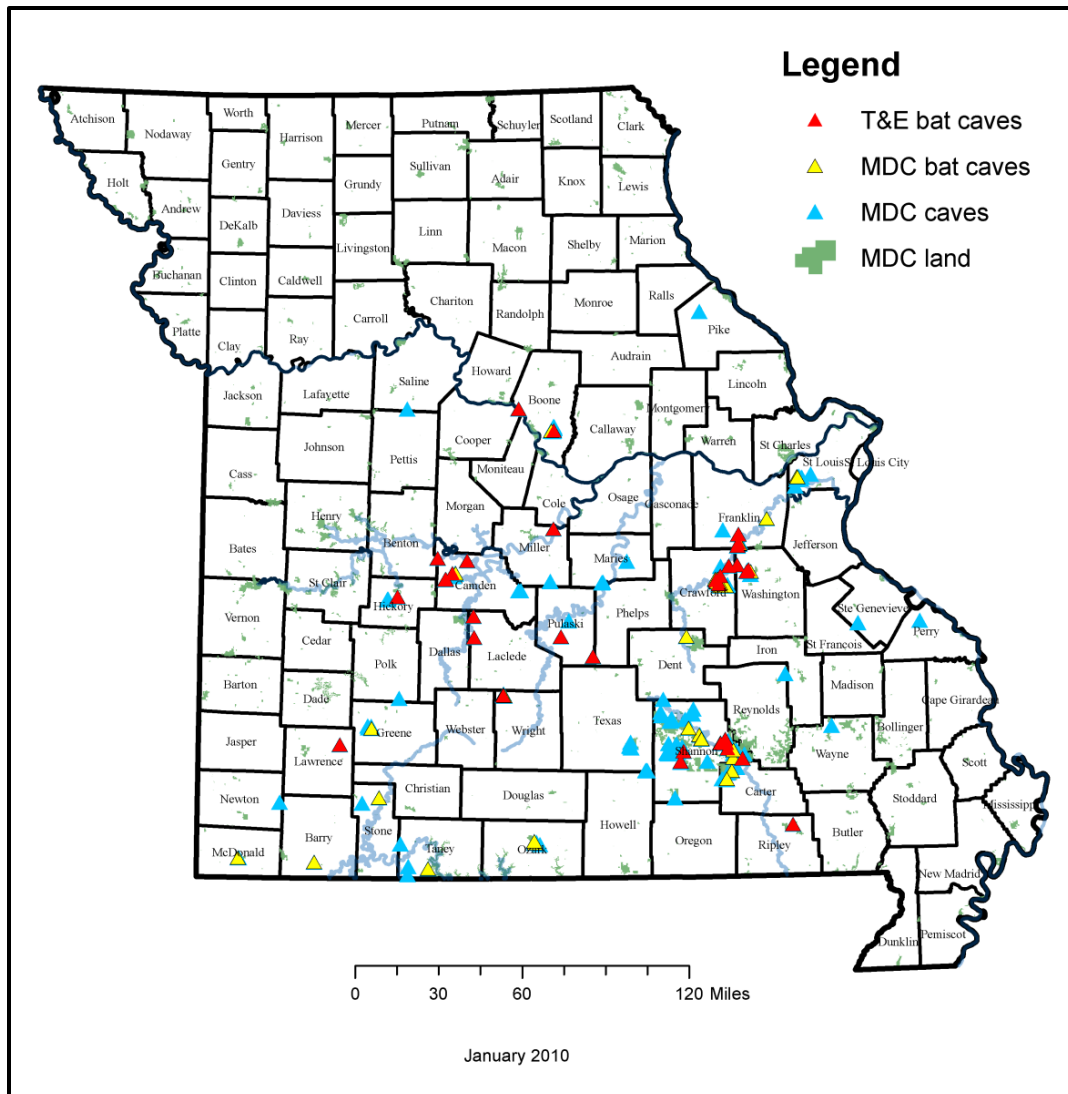 Legend
T&E bat caves
MDC bat caves
MDC caves
MDC land
Atchison
Nodaway
Worth
Harrison
Mercer
Putnam
Schuyler
Scotland
Clark
Gentry
Sullivan
Adair
Knox
Lewis
Holt
Andrew
DeKalb
Daviess
Grundy
Livingston
Linn
Macon
Shelby
Marion
Buchanan
Clinton
Caldwell
Chariton
Randolph
Monroe
Ralls
Pike
Platte
Clay
Ray
Carroll
Audrain
Jackson
Lafayette
Saline
Howard
Boone
Callaway
Montgomery
Lincoln
Warren
St Charles
Johnson
Pettis
Cooper
Moniteau
St Louis
St Louis City
Cass
Henry
Benton
Morgan
Cole
Osage
Gasconade
Franklin
Jefferson
Bates
St Clair
Hickory
Camden
Miller
Maries
Crawford
Washington
Ste Genevieve
Perry
Vernon
Cedar
Polk
Dallas
Laclede
Pulaski
Phelps
Dent
Iron
St Francois
Barton
Dade
Madison
Bollinger
Cape Girardeau
Jasper
Greene
Webster
Wright
Texas
Reynolds
Shannon
Wayne
Lawrence
Newton
Christian
Douglas
Howell
Carter
Stoddard
Scott
Mississippi
McDonald
Barry
Stone
Taney
Ozark
Oregon
Ripley
Butler
New Madrid
Dunklin
Pemiscot
0 30 60 120 Miles
January 2010